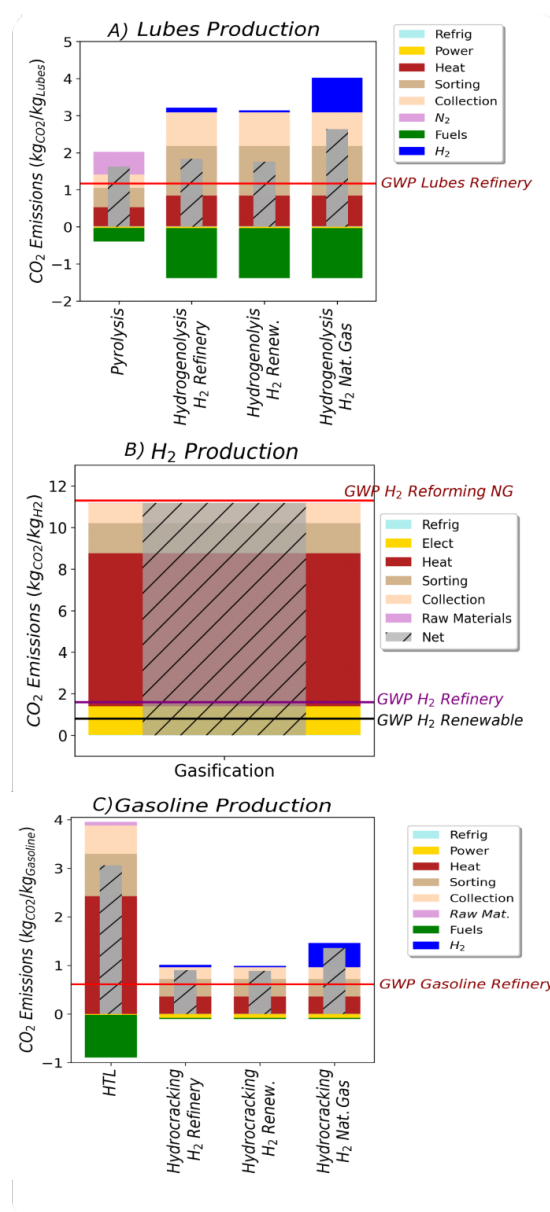 A) Lubes Production
CO2 Emissions (kgCO2/kgLubes)
5
4
3
2
1
0
−1
−2
Refrig
Power
Heat
Sorting
Collection
N2
Fuels
H2
GWP Lubes Refinery
Pyrolysis
Hydrogenolysis
H2 Refinery
Hydrogenolyis
H2 Renew.
Hydrogenolysis
H2 Nat. Gas
B) H2 Production
CO2 Emissions (kgCO2/kgH2)
12
10
8
6
4
2
0
GWP H2 Reforming NG
Refrig
Elect
Heat
Sorting
Collection
Raw Materials
Net
GWP H2 Refinery
GWP H2 Renewable
Gasification
C) Gasoline Production
CO2 Emissions (kgCO2/kgGasoline)
4
3
2
1
0
−1
Refrig
Power
Heat
Sorting
Collection
Raw Mat.
Fuels
H2
GWP Gasoline Refinery
HTL
Hydrocracking
H2 Refinery
Hydrocracking
H2 Renew.
Hydrocracking
H2 Nat. Gas